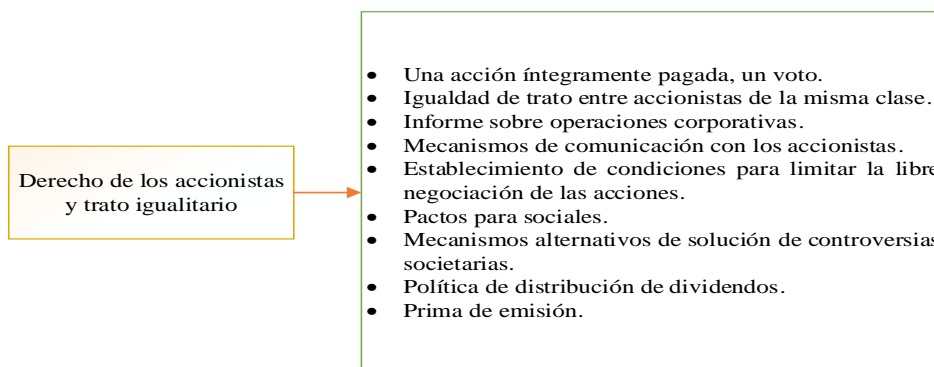 Derecho de los accionistas
y trato igualitario
• Una acción íntegramente pagada, un voto.
• Igualdad de trato entre accionistas de la misma clase.
• Informe sobre operaciones corporativas.
• Mecanismos de comunicación con los accionistas.
• Establecimiento de condiciones para limitar la libre
negociación de las acciones.
• Pactos para sociales.
• Mecanismos alternativos de solución de controversias
societarias.
• Política de distribución de dividendos.
• Prima de emisión.